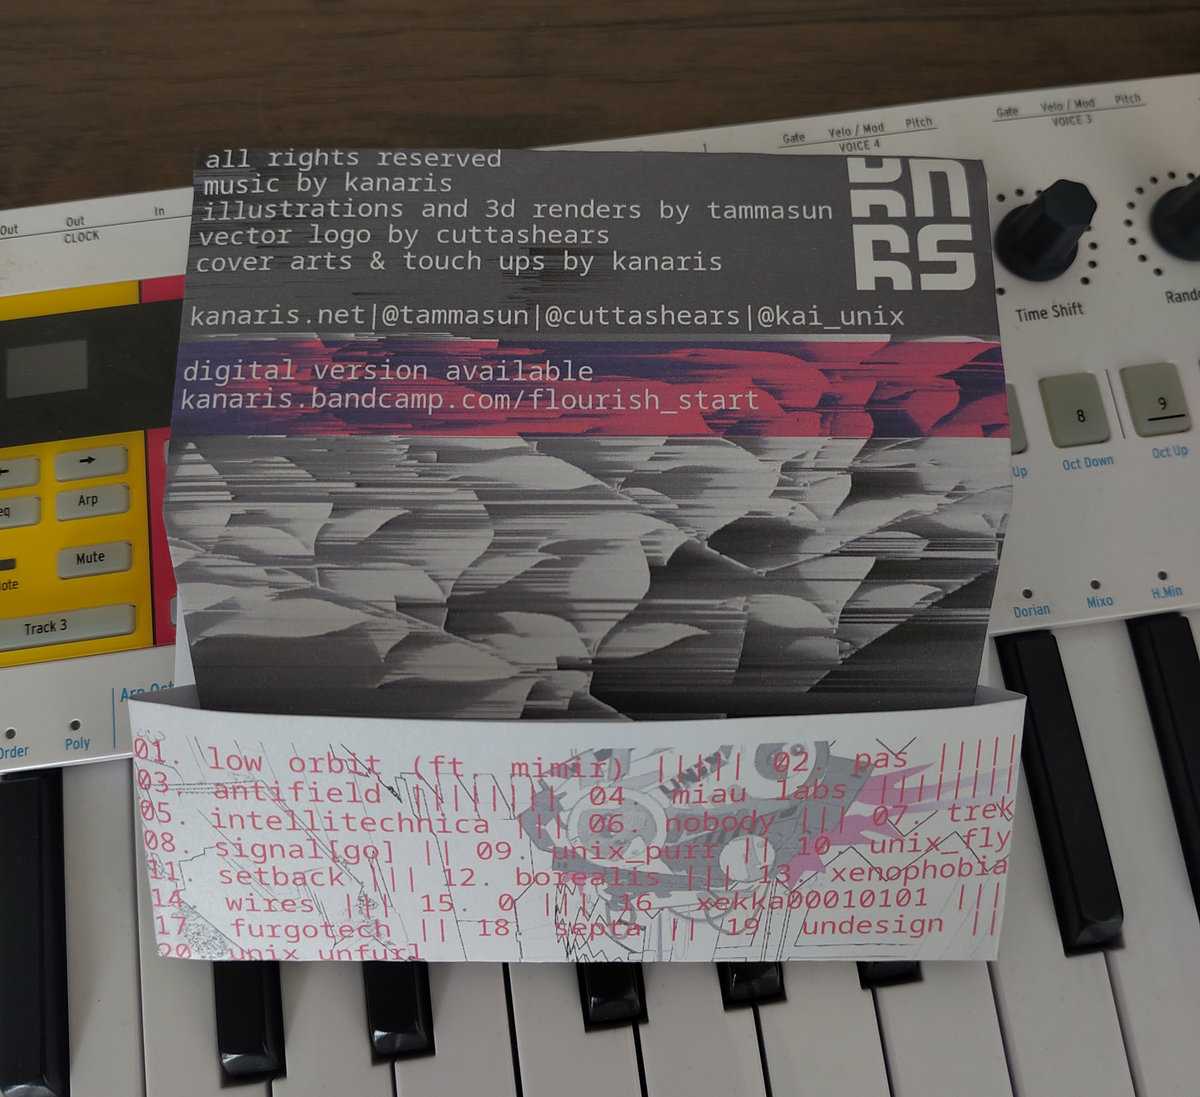 Gate Velo / Mod Pitch
VOICE 3
Gate Velo / Mod Pitch
VOICE 4
Out Out In
CLOCK
all rights reserved
music by kanaris
illustrations and 3d renders by tammasun
vector logo by cuttashears
cover arts & touch ups by kanaris
kanaris.net|@tammasun|@cuttashears|@kai_unix
KN
RS
digital version available
kanaris.bandcamp.com/flourish_start
Time Shift
8
9
Up Oct Down Oct Up
Arp
Mute
Track 3
Dorian Mixo H.Min
Order Poly
01. low orbit (ft. mimir) ||||| 02. pas |||||
03. antifield |||||||| 04. miau labs ||||||||
05. intellitechnica ||| 06. nobody ||| 07. trek
08. signal[go] || 09. unix_purr || 10. unix_fly
11. setback ||| 12. borealis ||| 13. xenophobia
14. wires |||| 15. 0 |||| 16. xekka00010101 |||
17. furgotech || 18. septa || 19. undesign ||
20. unix_unfurl